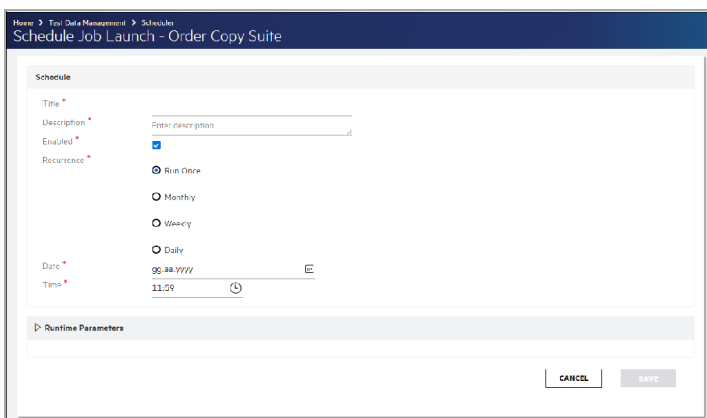 Home > Test Data Management > Scheduler
Schedule Job Launch - Order Copy Suite
Schedule
Title *
Description *
Enter description
Enabled *
Recurrence *
Run Once
Monthly
Weekly
Daily
Date *
gg.aa.yyyy
Time *
11:59
Runtime Parameters
CANCEL
SAVE